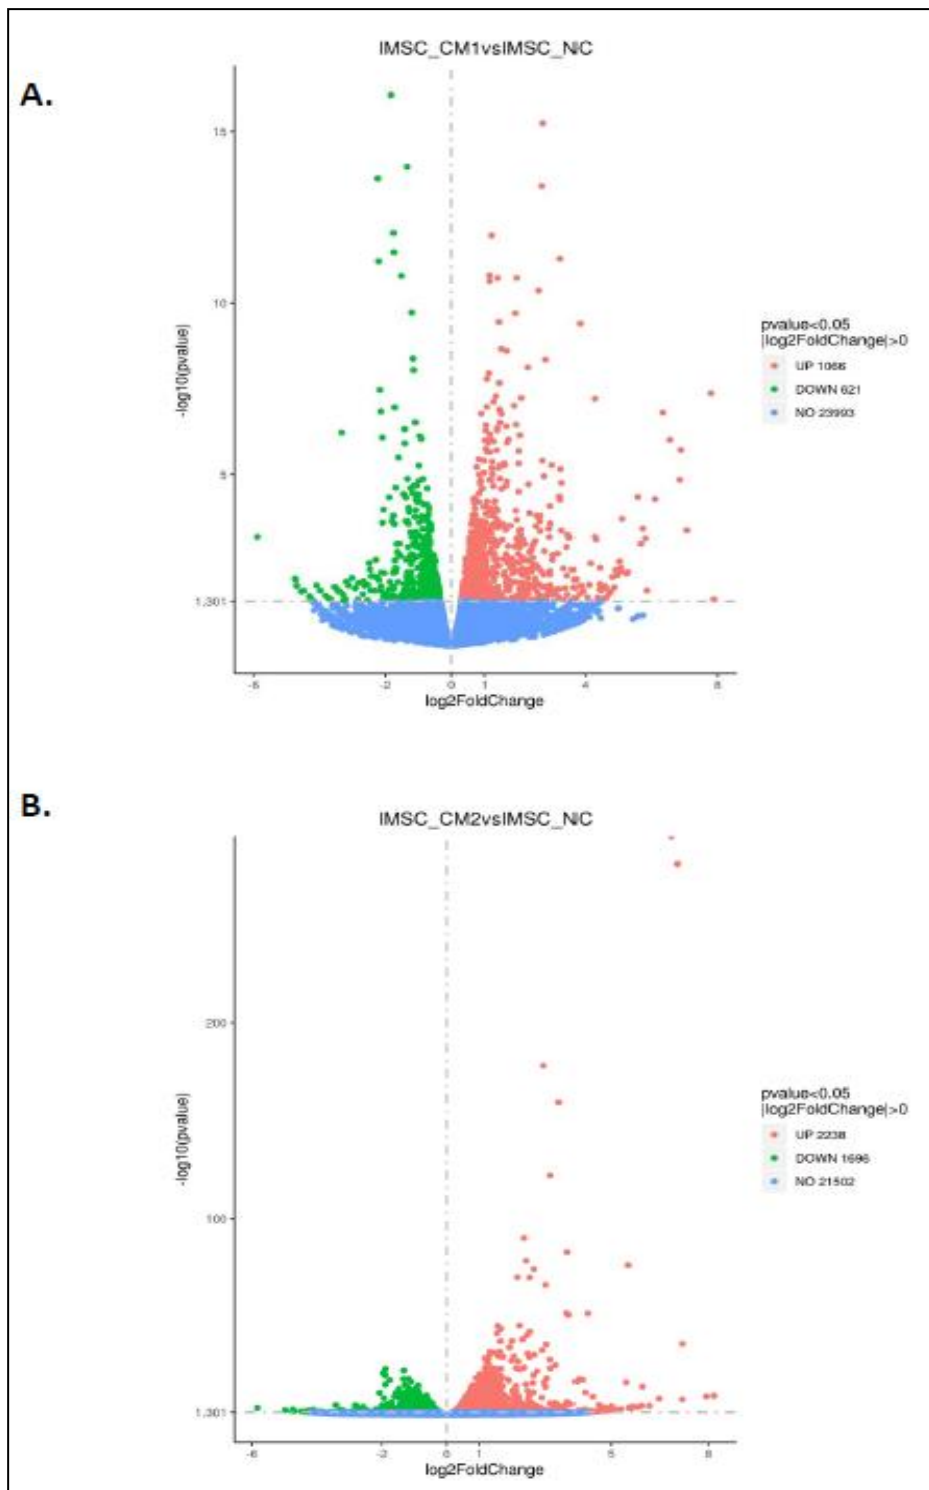 A.
IMSC_CM1vsIMSC_NC
15
10
5
1.301
-log10(pvalue)
pvalue<0.05
|log2FoldChange|>0
UP 1066
DOWN 621
NO 23993
-6 -2 0 1 4 8
log2FoldChange
B.
IMSC_CM2vsIMSC_NC
200
100
1.301
-log10(pvalue)
pvalue<0.05
|log2FoldChange|>0
UP 2238
DOWN 1696
NO 21502
-6 -2 0 1 5 8
log2FoldChange